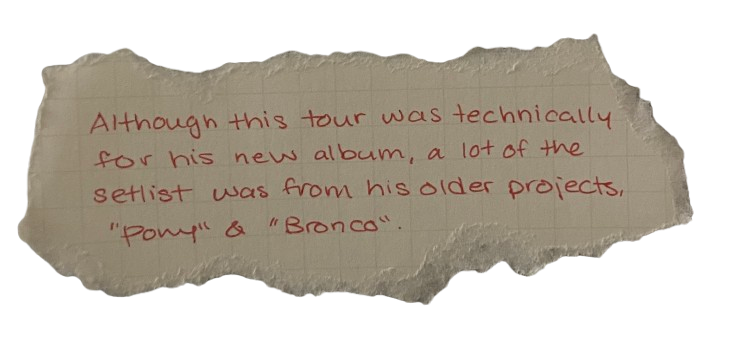 Although this tour was technically
for his new album, a lot of the
setlist was from his older projects,
"Pony" & "Bronco".